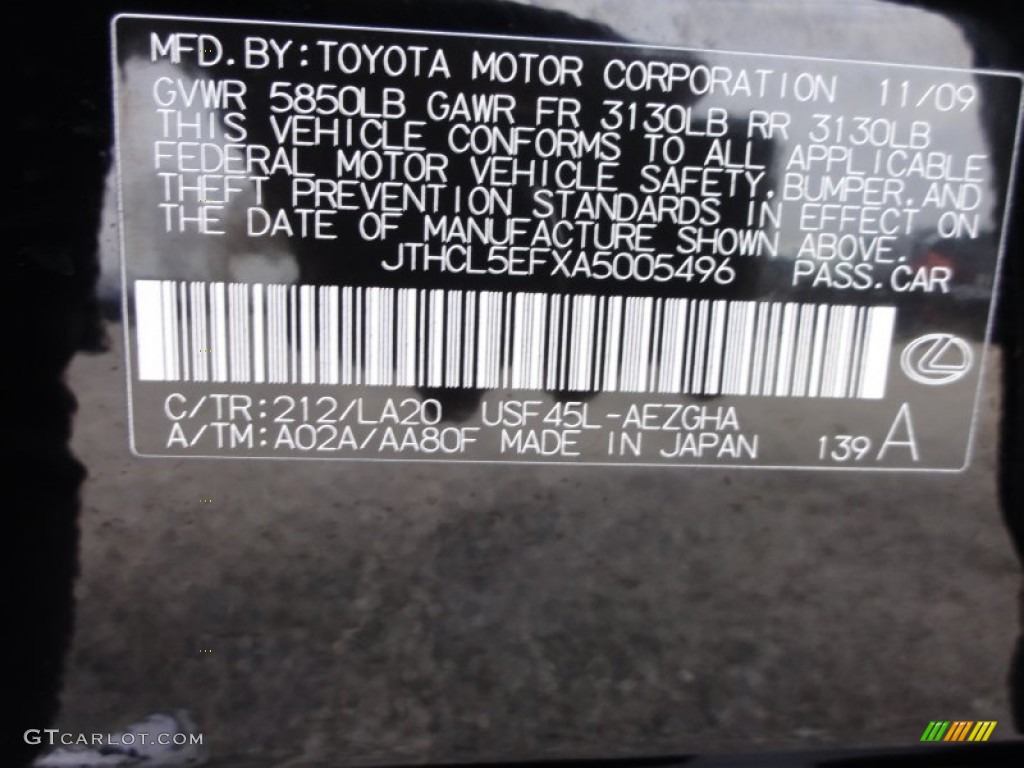 MFD.BY:TOYOTA MOTOR CORPORATION 11/09
GVWR 5850LB GAWR FR 3130LB RR 3130LB
THIS VEHICLE CONFORMS TO ALL APPLICABLE
FEDERAL MOTOR VEHICLE SAFETY,BUMPER,AND
THEFT PREVENTION STANDARDS IN EFFECT ON
THE DATE OF MANUFACTURE SHOWN ABOVE.
JTHCL5EFXA5005496 PASS.CAR
C/TR:212/LA20 USF45L-AEZGHA
A/TM:A02A/AA80F MADE IN JAPAN 139 A
GTCARLOT.COM